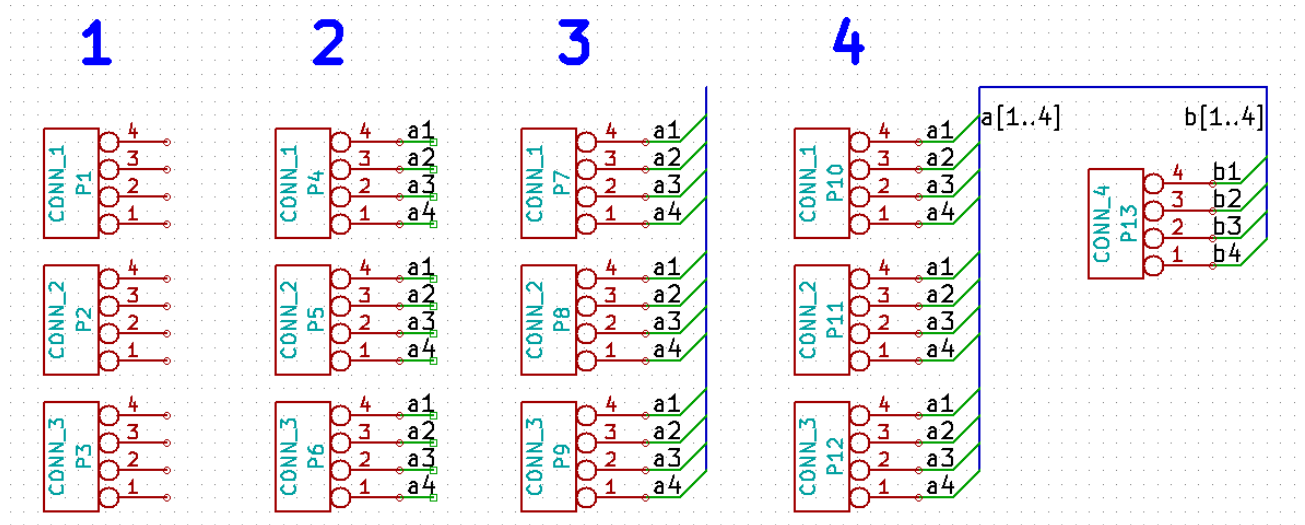 1
2
3
4
CONN_1
P1
4
3
2
1
CONN_2
P2
4
3
2
1
CONN_3
P3
4
3
2
1
CONN_1
P4
4 a1
3 a2
2 a3
1 a4
CONN_2
P5
4 a1
3 a2
2 a3
1 a4
CONN_3
P6
4 a1
3 a2
2 a3
1 a4
CONN_1
P7
4 a1
3 a2
2 a3
1 a4
CONN_2
P8
4 a1
3 a2
2 a3
1 a4
CONN_3
P9
4 a1
3 a2
2 a3
1 a4
CONN_1
P10
4 a1
3 a2
2 a3
1 a4
CONN_2
P11
4 a1
3 a2
2 a3
1 a4
CONN_3
P12
4 a1
3 a2
2 a3
1 a4
a[1..4]
b[1..4]
CONN_4
P13
4 b1
3 b2
2 b3
1 b4